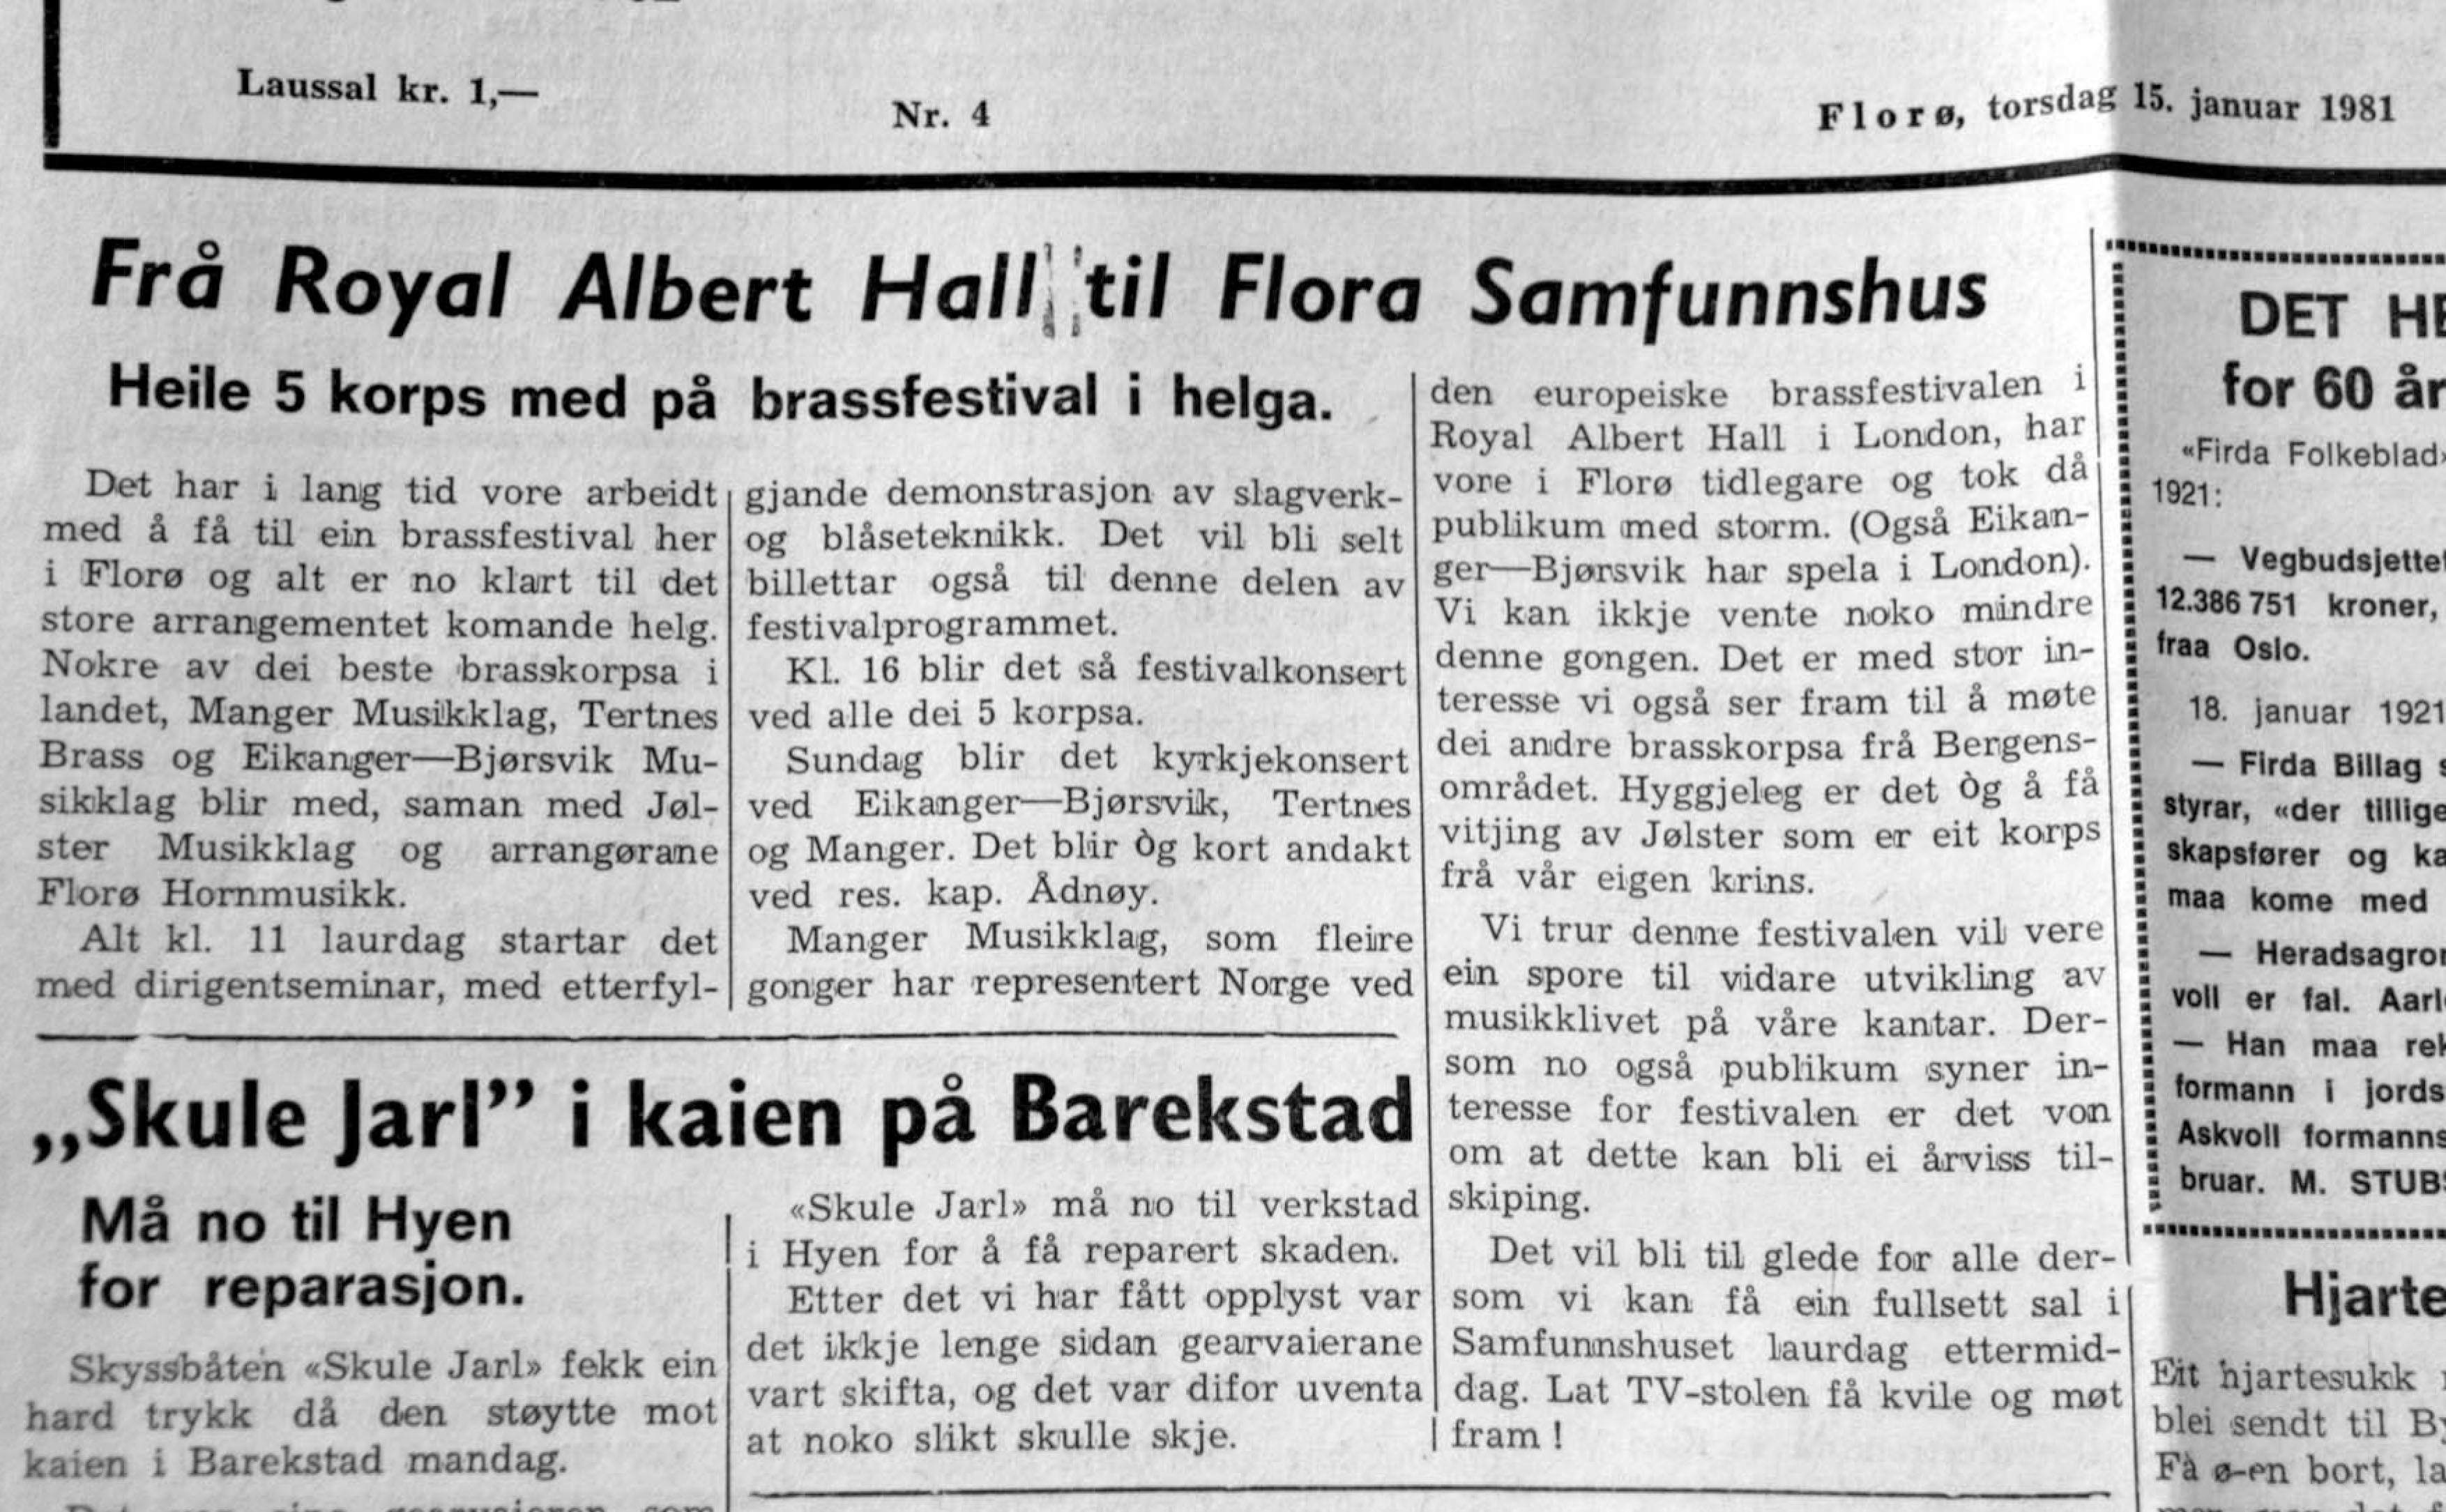 Laussal kr. 1,—
Nr. 4
Florø, torsdag 15. januar 1981
Frå Royal Albert Hall til Flora Samfunnshus
Heile 5 korps med på brassfestival i helga.
Det har i lang tid vore arbeidt
med å få til ein brassfestival her
i Florø og alt er no klart til det
store arrangementet komande helg.
Nokre av dei beste brasskorpsa i
landet, Manger Musikklag, Tertnes
Brass og Eikanger—Bjørsvik Mu-
sikklag blir med, saman med Jøl-
ster Musikklag og arrangørane
Florø Hornmusikk.
Alt kl. 11 laurdag startar det
med dirigentseminar, med etterfyl-
gjande demonstrasjon av slagverk-
og blåseteknikk. Det vil bli selt
billettar også til denne delen av
festivalprogrammet.
Kl. 16 blir det så festivalkonsert
ved alle dei 5 korpsa.
Sundag blir det kyrkjekonsert
ved Eikanger—Bjørsvik, Tertnes
og Manger. Det blir òg kort andakt
ved res. kap. Ådnøy.
Manger Musikklag, som fleire
gonger har representert Norge ved
den europeiske brassfestivalen i
Royal Albert Hall i London, har
vore i Florø tidlegare og tok då
publikum med storm. (Også Eikan-
ger—Bjørsvik har spela i London).
Vi kan ikkje vente noko mindre
denne gongen. Det er med stor in-
teresse vi også ser fram til å møte
dei andre brasskorpsa frå Bergens-
området. Hyggjeleg er det òg å få
vitjing av Jølster som er eit korps
frå vår eigen krins.
Vi trur denne festivalen vil vere
ein spore til vidare utvikling av
musikklivet på våre kantar. Der-
som no også publikum syner in-
teresse for festivalen er det von
om at dette kan bli ei årviss til-
skiping.
Det vil bli til glede for alle der-
som vi kan få ein fullsett sal i
Samfunnshuset laurdag ettermid-
dag. Lat TV-stolen få kvile og møt
fram !
„Skule Jarl” i kaien på Barekstad
Må no til Hyen
for reparasjon.
Skyssbåten «Skule Jarl» fekk ein
hard trykk då den støytte mot
kaien i Barekstad mandag.
«Skule Jarl» må no til verkstad
i Hyen for å få reparert skaden.
Etter det vi har fått opplyst var
det ikkje lenge sidan gearvaierane
vart skifta, og det var difor uventa
at noko slikt skulle skje.
DET
for 60 år
«Firda Folkeblad»
1921:
— Vegbudsjettet
12.386 751 kroner,
fraa Oslo.
18. januar 1921
— Firda Billag
styrar, «der tillige
skapsfører og
maa kome med
— Heradsagron
voll er fal.
— Han maa
formann i jords
Askvoll formanns
bruar. M. STUB
Hjarte
Eit hjartesukk
blei sendt til
Få ø-en bort,